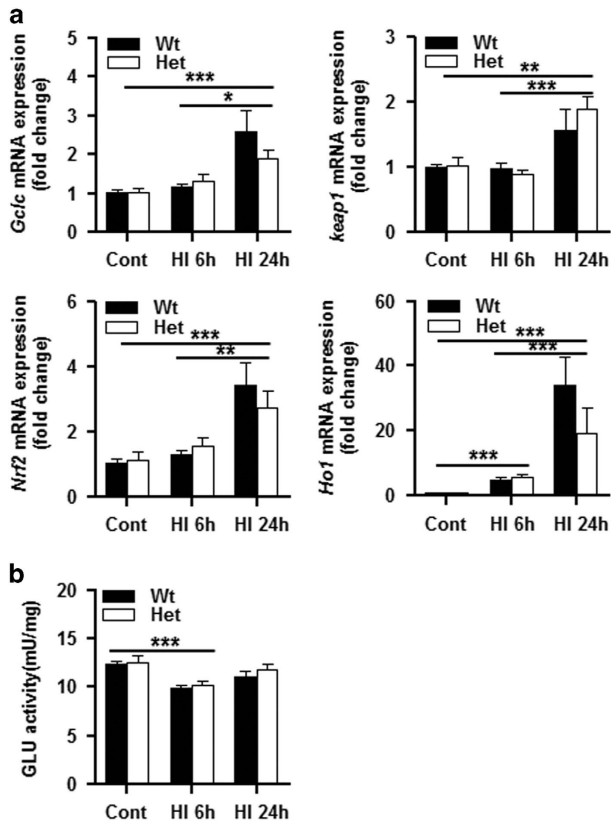 a
Gclc mRNA expression
(fold change)
5
4
3
2
1
0
Wt
Het
***
*
Cont HI 6h HI 24h
keap1 mRNA expression
(fold change)
3
2
1
0
Wt
Het
**
***
Cont HI 6h HI 24h
Nrf2 mRNA expression
(fold change)
6
4
2
0
Wt
Het
***
**
Cont HI 6h HI 24h
Ho1 mRNA expression
(fold change)
60
40
20
0
Wt
Het
***
***
***
Cont HI 6h HI 24h
b
GLU activity(mU/mg)
20
15
10
5
0
Wt
Het
***
Cont HI 6h HI 24h